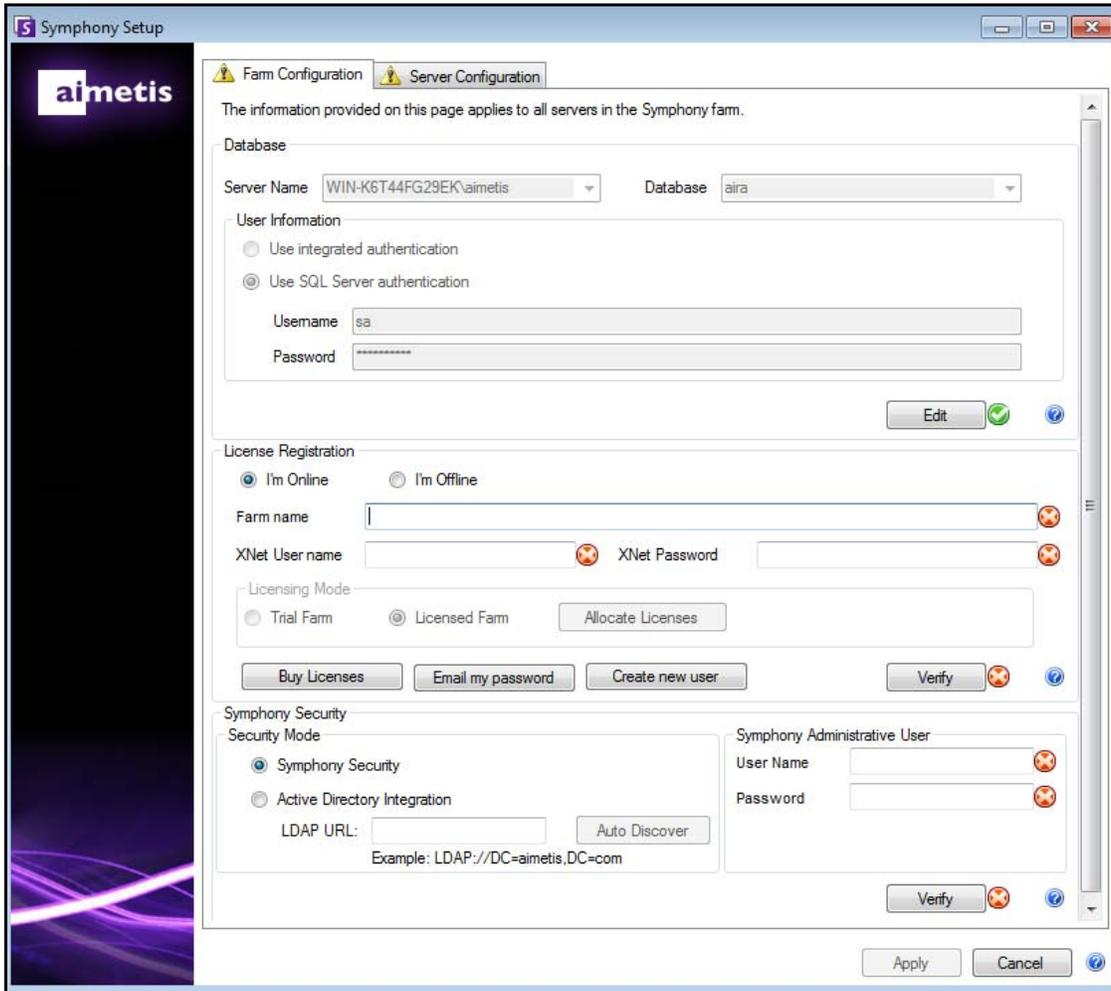 Symphony Setup
aimetis
Farm Configuration
Server Configuration
The information provided on this page applies to all servers in the Symphony farm.
Database
Server Name WIN-K6T44FG29EK\aimetis Database aira
User Information
Use integrated authentication
Use SQL Server authentication
Username sa
Password **********
Edit
License Registration
I'm Online I'm Offline
Farm name
XNet User name XNet Password
Licensing Mode
Trial Farm Licensed Farm Allocate Licenses
Buy Licenses Email my password Create new user Verify
Symphony Security
Security Mode
Symphony Security
Active Directory Integration
LDAP URL: Auto Discover
Example: LDAP://DC=aimetis,DC=com
Symphony Administrative User
User Name
Password
Verify
Apply Cancel